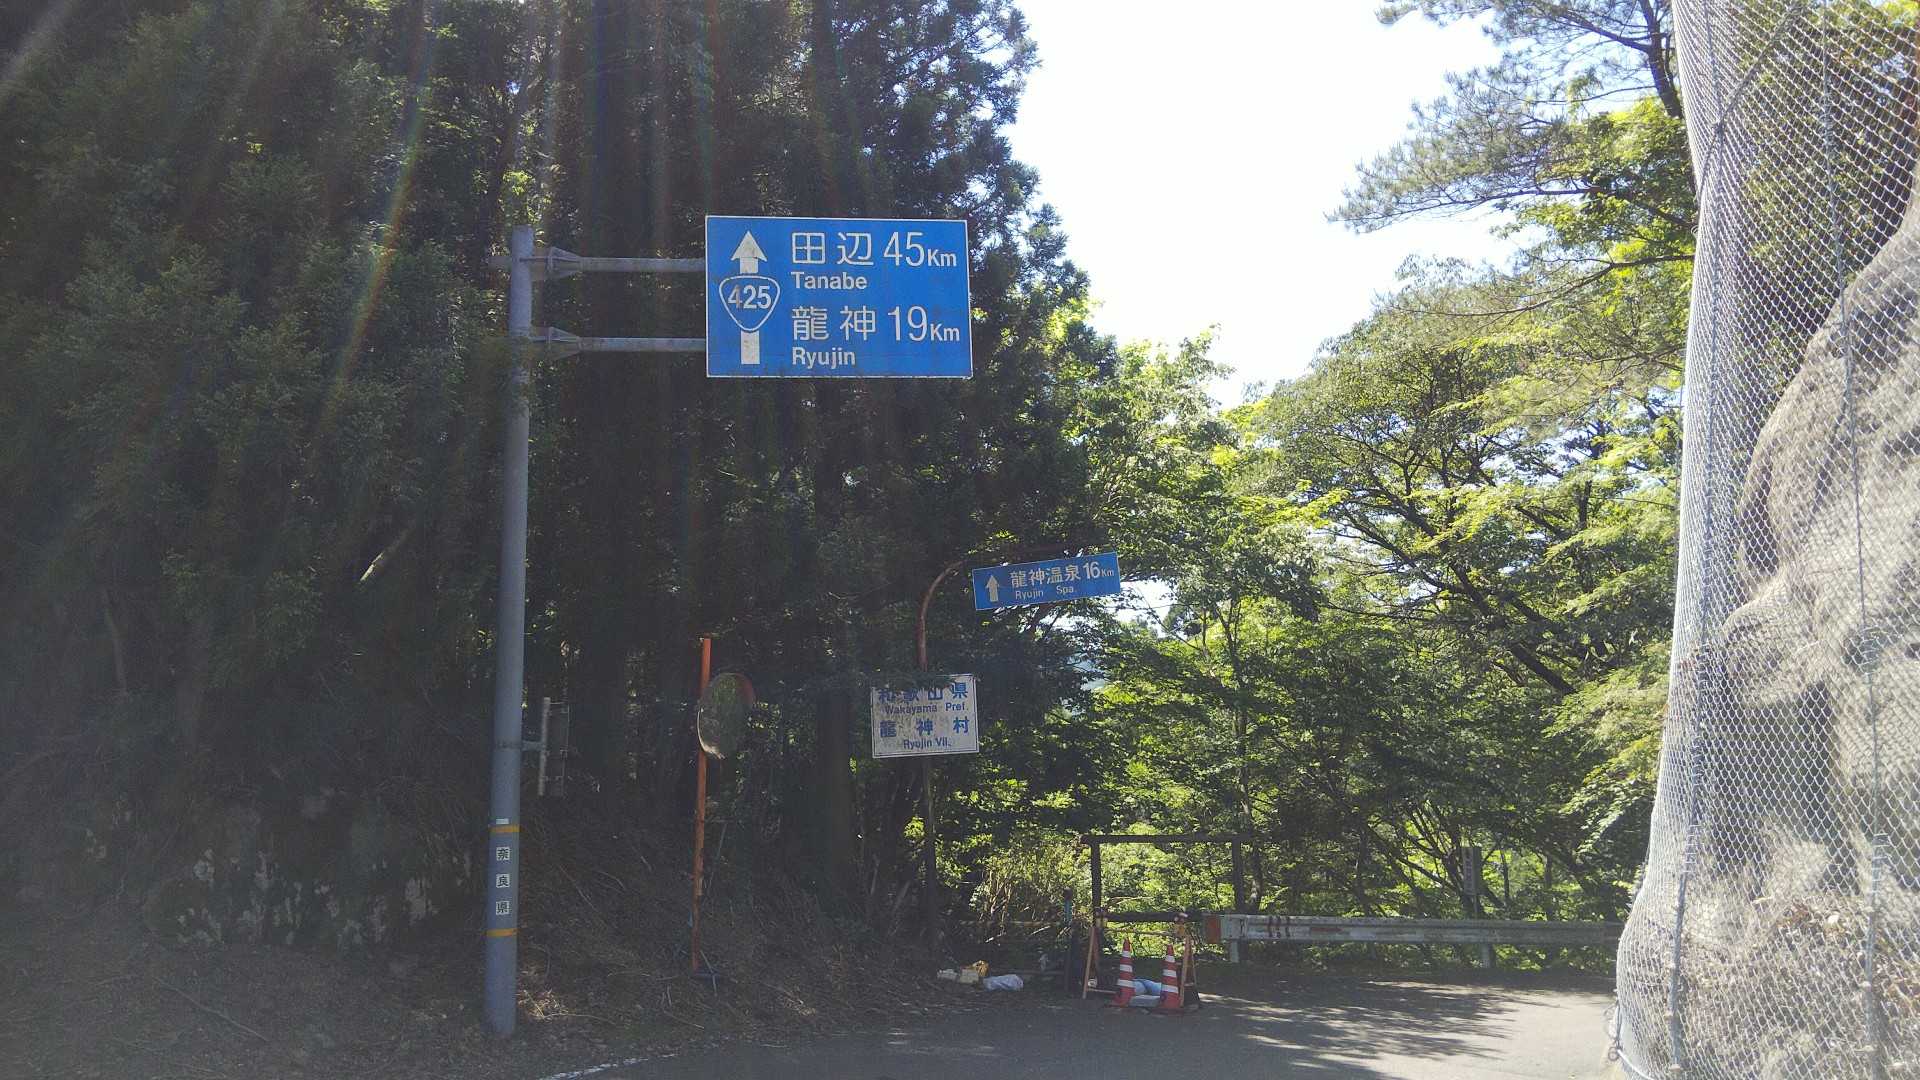 田辺 45Km
Tanabe
425
龍神 19Km
Ryujin
龍神温泉 16Km
Ryujin Spa.
和歌山県
Wakayama Pref.
龍神村
Ryujin Vil.
奈良県